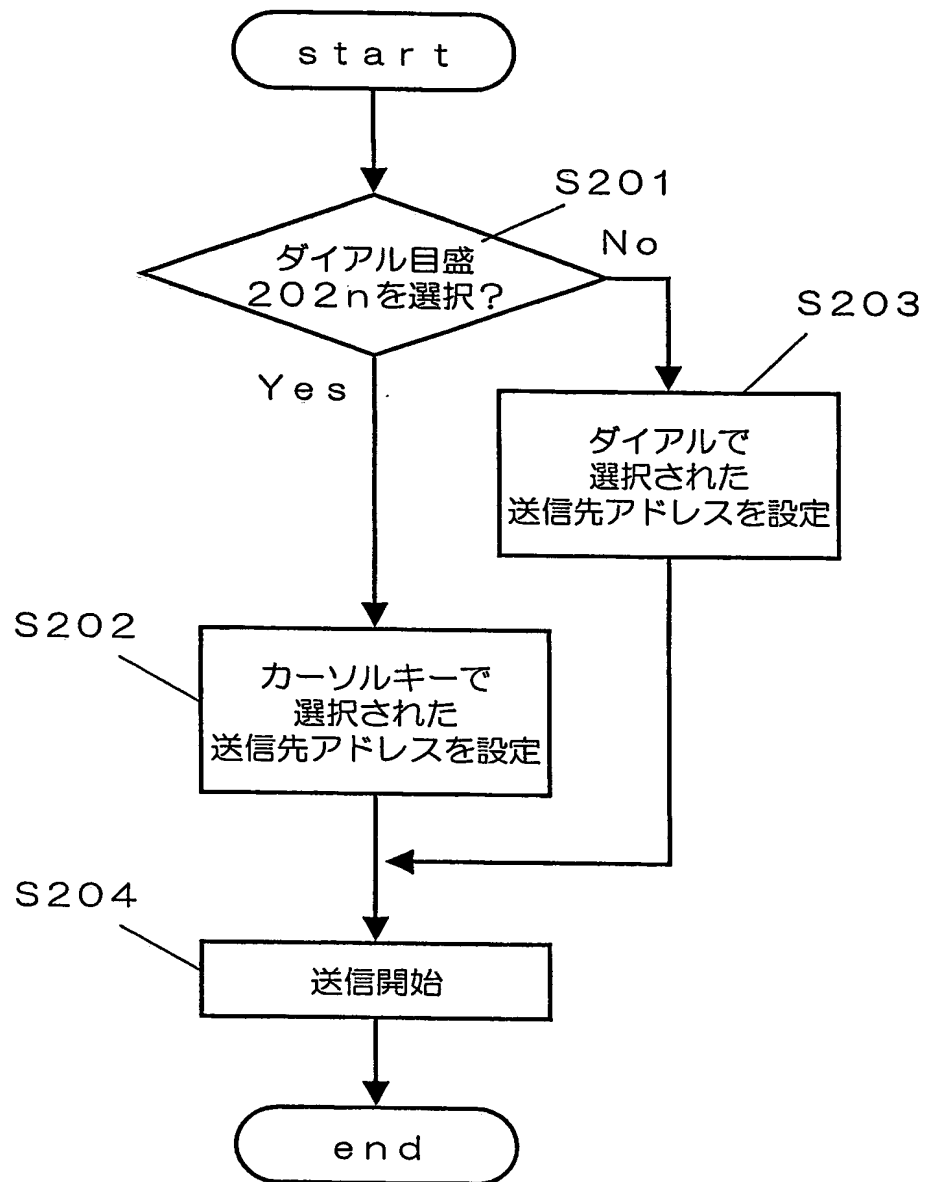 start
S201
ダイアル目盛
202nを選択?
No
Yes
S203
ダイアルで
選択された
送信先アドレスを設定
S202
カーソルキーで
選択された
送信先アドレスを設定
S204
送信開始
end